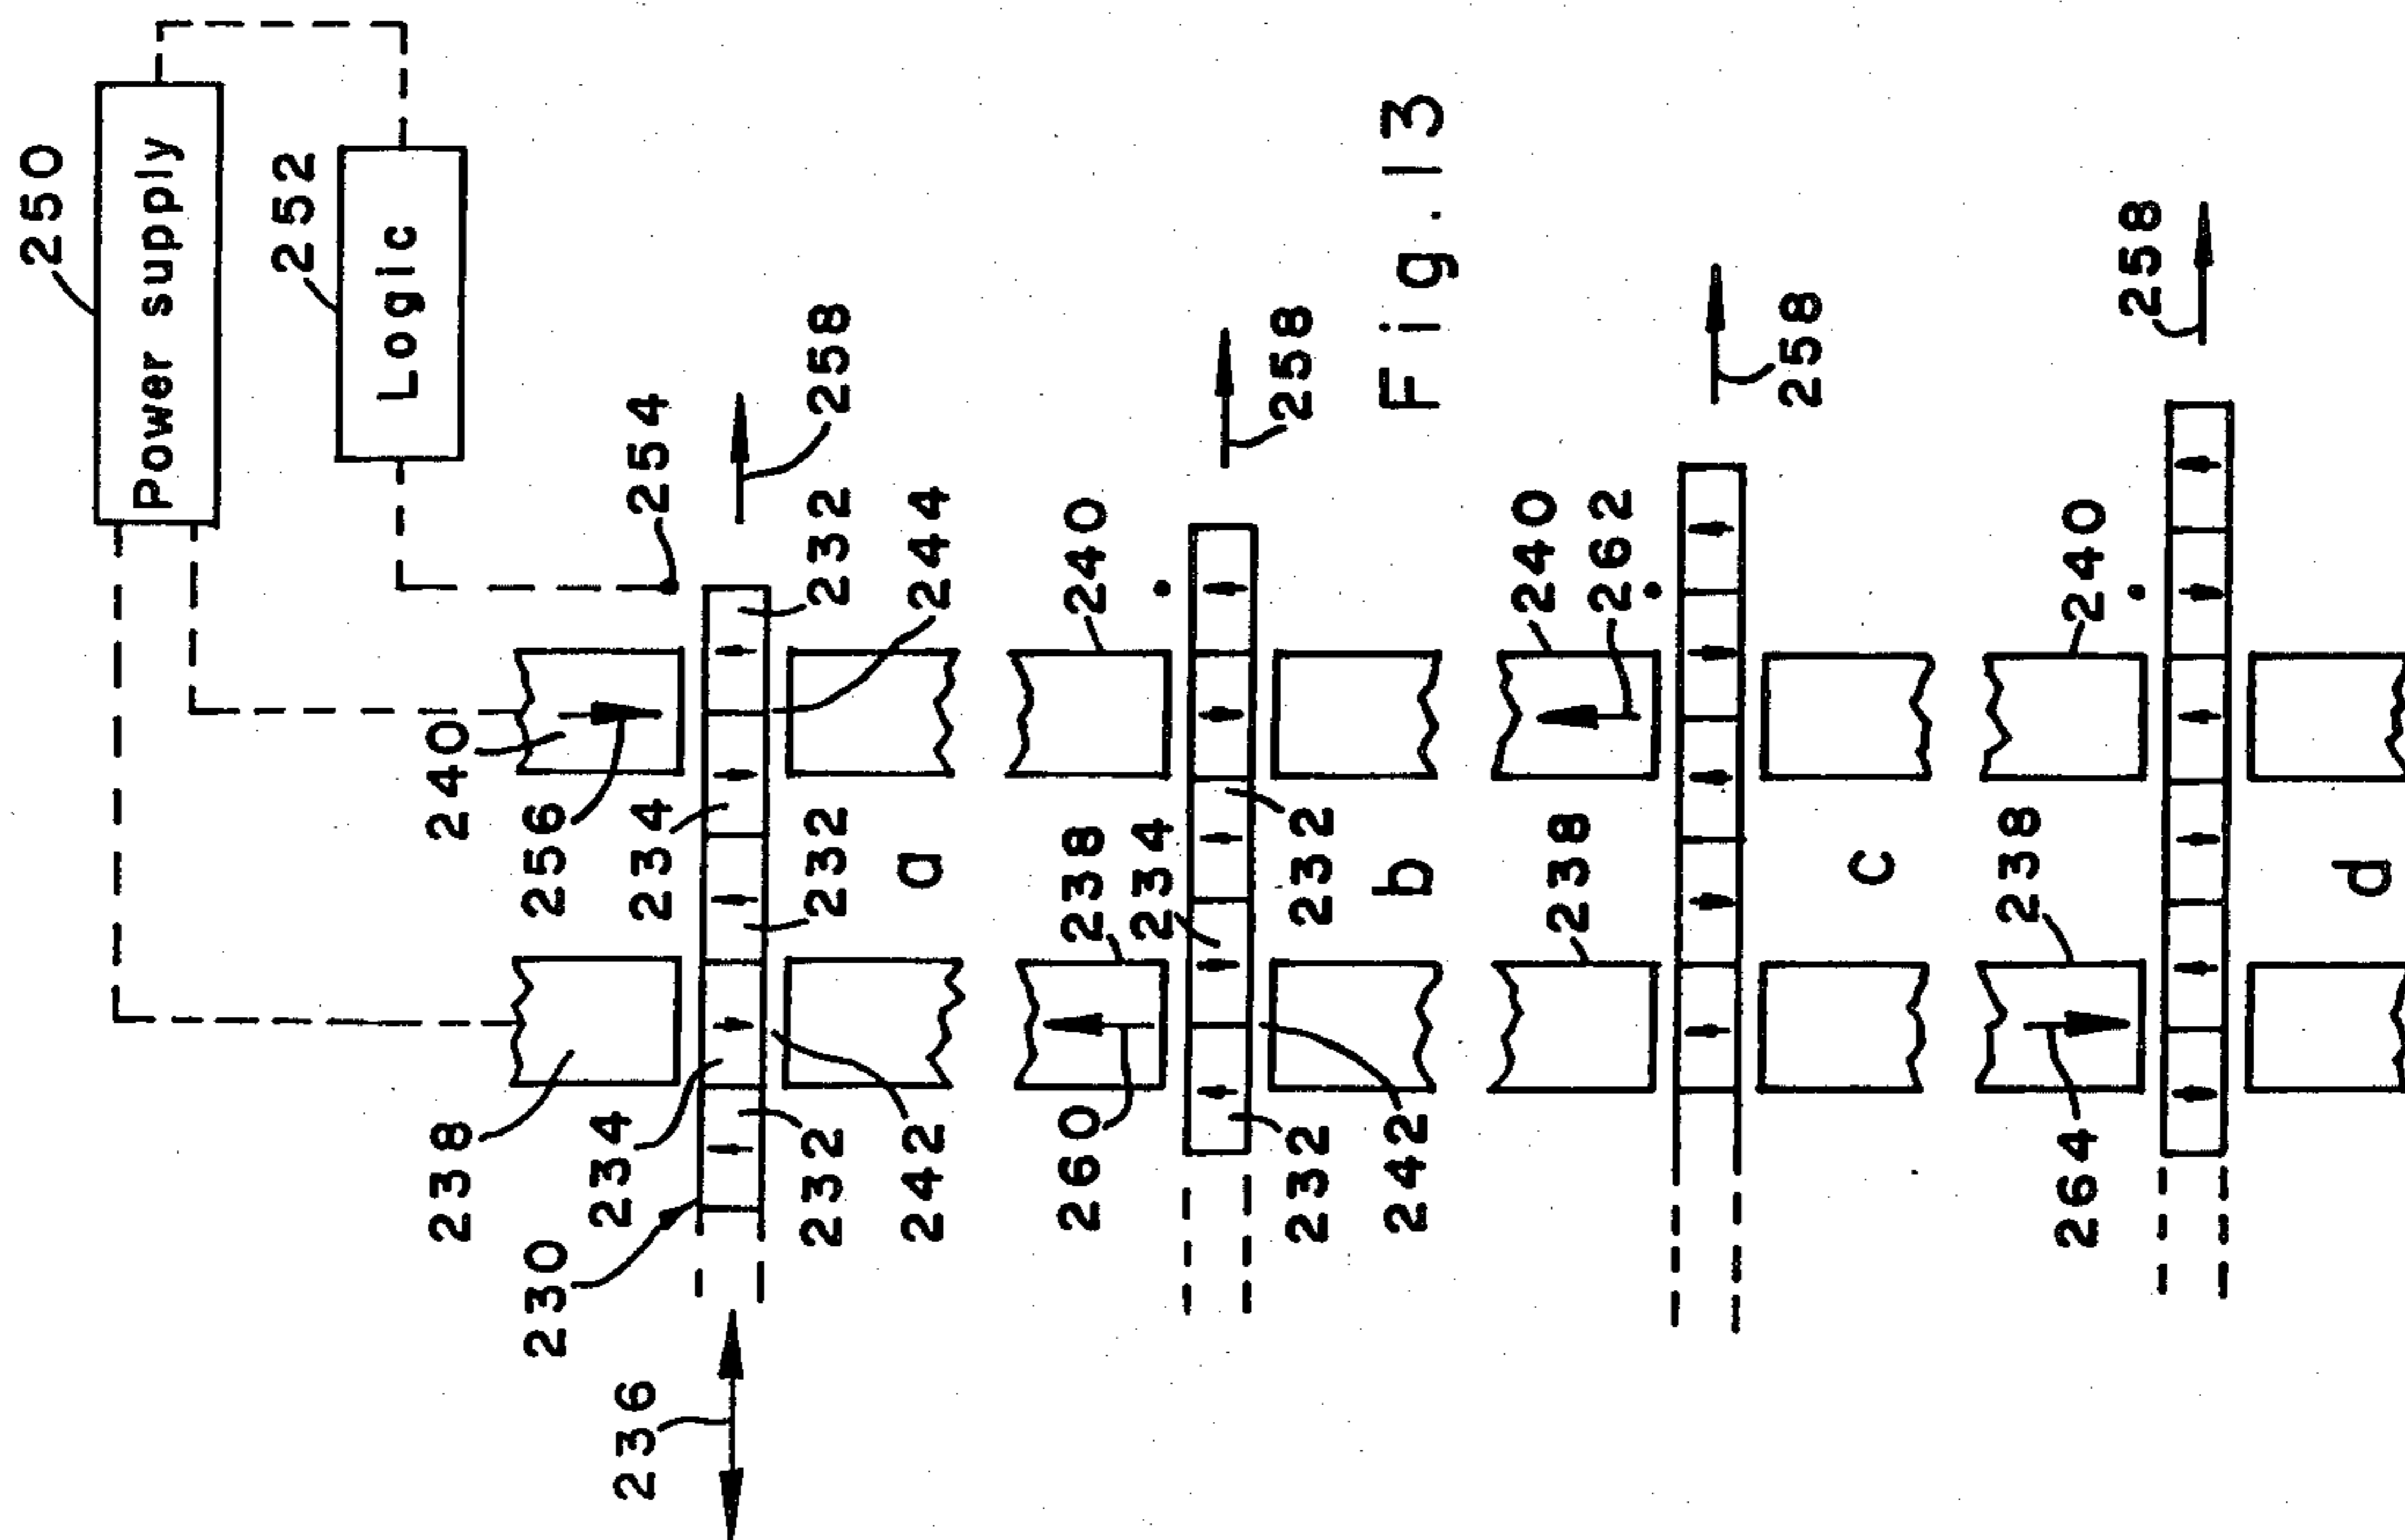 250
Power supply
252
Logic
238 240
230 256
236 234 234 254
232 232 232 258
242 a 244
260 238 240
234
232 232 258
242 b Fig.13
238 240
262
258
c
238 240
264 258
d